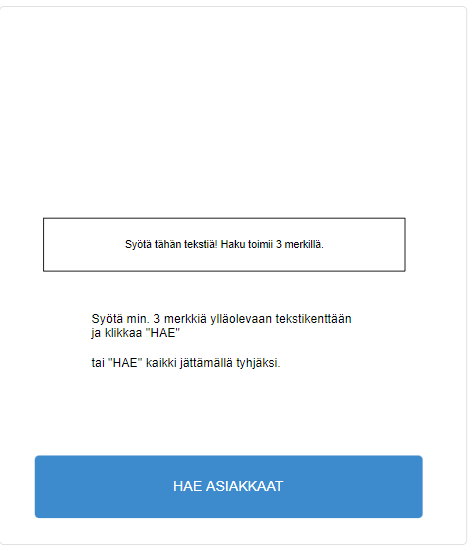 Syötä tähän tekstiä! Haku toimii 3 merkillä.
Syötä min. 3 merkkiä ylläolevaan tekstikenttään
ja klikkaa "HAE"
tai "HAE" kaikki jättämällä tyhjäksi.
HAE ASIAKKAAT